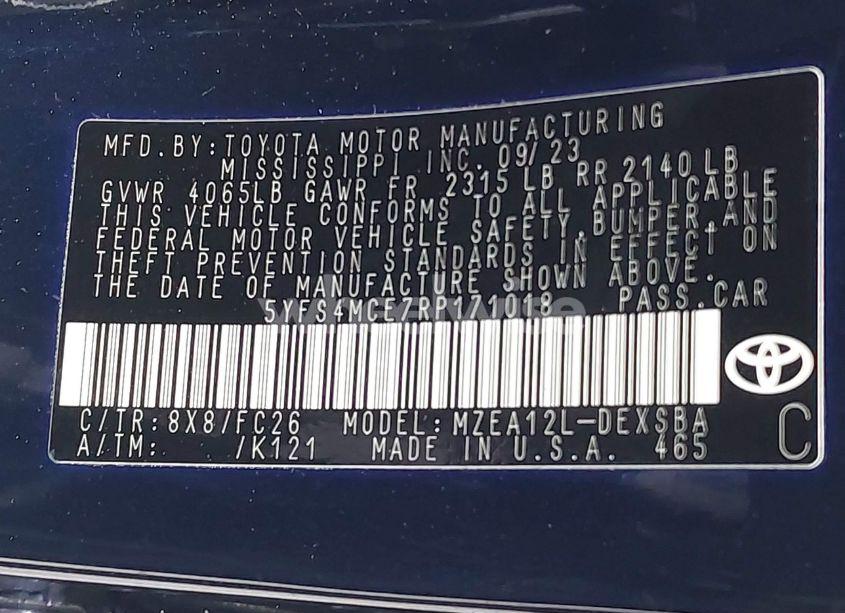 MFD. BY: TOYOTA MOTOR MANUFACTURING
MISSISSIPPI INC. 09/23
GVWR 4065LB GAWR FR 2315 LB RR 2140 LB
THIS VEHICLE CONFORMS TO ALL APPLICABLE
FEDERAL MOTOR VEHICLE SAFETY, BUMPER, AND
THEFT PREVENTION STANDARDS IN EFFECT ON
THE DATE OF MANUFACTURE SHOWN ABOVE.
5YFS4MCE7RP171018 PASS. CAR
C/TR: 8X8/FC26 MODEL: MZEA12L-DEXSBA
A/TM: /K121 MADE IN U.S.A. 465
C